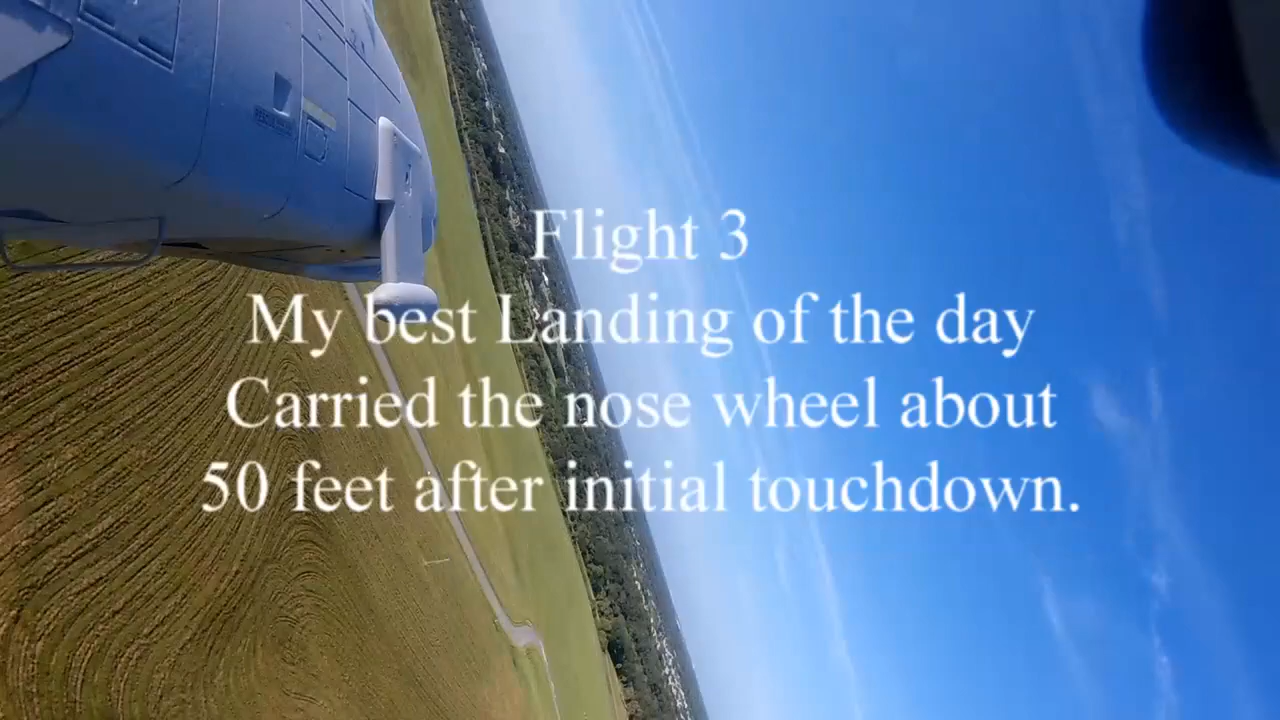 Flight 3
My best Landing of the day
Carried the nose wheel about
50 feet after initial touchdown.